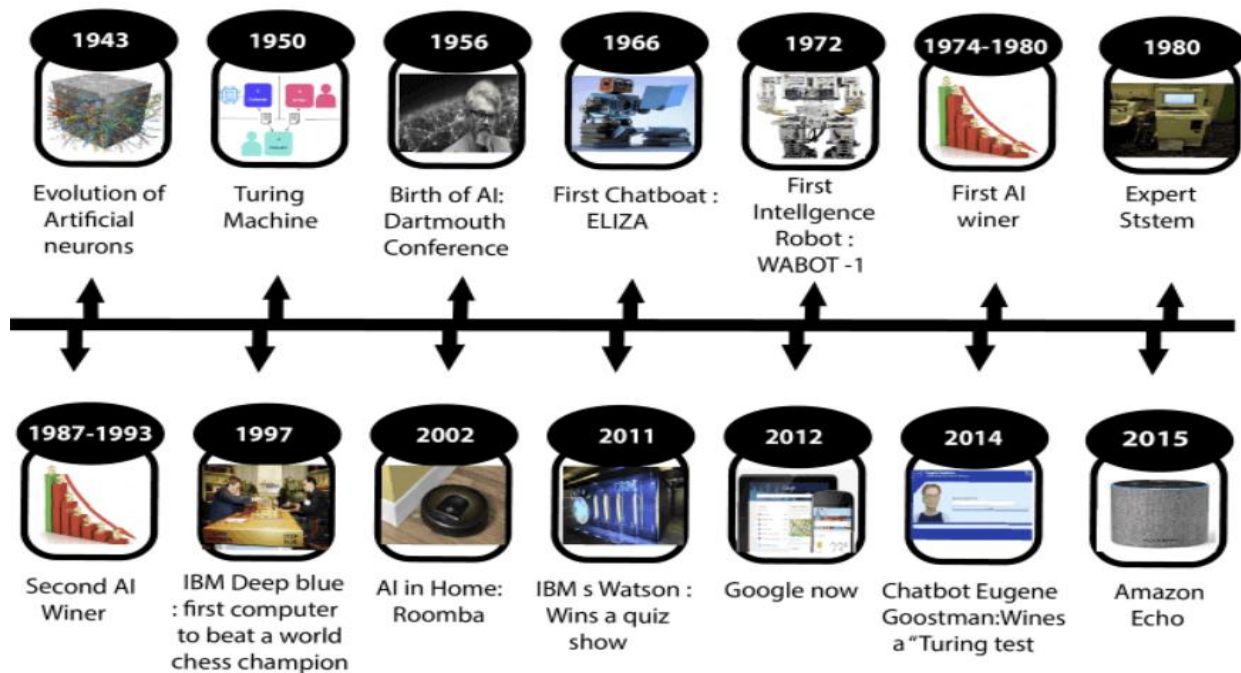 1943
1950
1956
1966
1972
1974-1980
1980
Evolution of
Artificial
neurons
Turing
Machine
Birth of AI:
Dartmouth
Conference
First Chatboat :
ELIZA
First
Intellgence
Robot :
WABOT -1
First AI
winer
Expert
Ststem
1987-1993
1997
2002
2011
2012
2014
2015
IBM
Second AI
Winer
IBM Deep blue
: first computer
to beat a world
chess champion
AI in Home:
Roomba
IBM s Watson :
Wins a quiz
show
Google now
Chatbot Eugene
Goostman:Wines
a “Turing test
Amazon
Echo